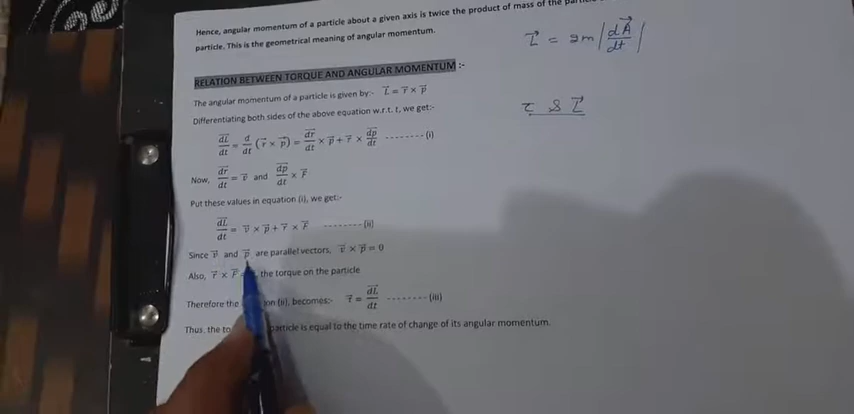 Hence, angular momentum of a particle about a given axis is twice the product of mass of the
particle. This is the geometrical meaning of angular momentum.
L⃗ = 2m |dA⃗/dt|
RELATION BETWEEN TORQUE AND ANGULAR MOMENTUM :-
The angular momentum of a particle is given by:- L⃗ = r⃗ × p⃗
τ & L⃗
Differentiating both sides of the above equation w.r.t. t, we get:-
dL⃗/dt = d/dt (r⃗ × p⃗) = dr⃗/dt × p⃗ + r⃗ × dp⃗/dt --------(i)
Now, dr⃗/dt = v⃗ and dp⃗/dt × F⃗
Put these values in equation (i), we get:-
dL⃗/dt = v⃗ × p⃗ + r⃗ × F⃗ --------(ii)
Since v⃗ and p⃗ are parallel vectors, v⃗ × p⃗ = 0
Also, r⃗ × F⃗ the torque on the particle
Therefore the (ii), becomes:- τ⃗ = dL⃗/dt --------(iii)
Thus, the particle is equal to the time rate of change of its angular momentum.